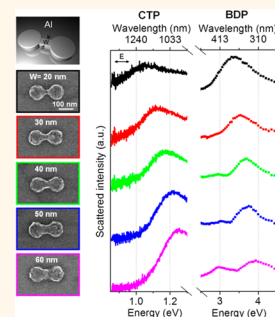 Al
W= 20 nm
100 nm
30 nm
40 nm
50 nm
60 nm
CTP
BDP
Wavelength (nm)
Wavelength (nm)
1240 1033
413 310
E
Scattered intensity (a.u.)
1.0 1.2
3 4
Energy (eV)
Energy (eV)